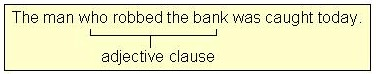 The man who robbed the bank was caught today.
adjective clause